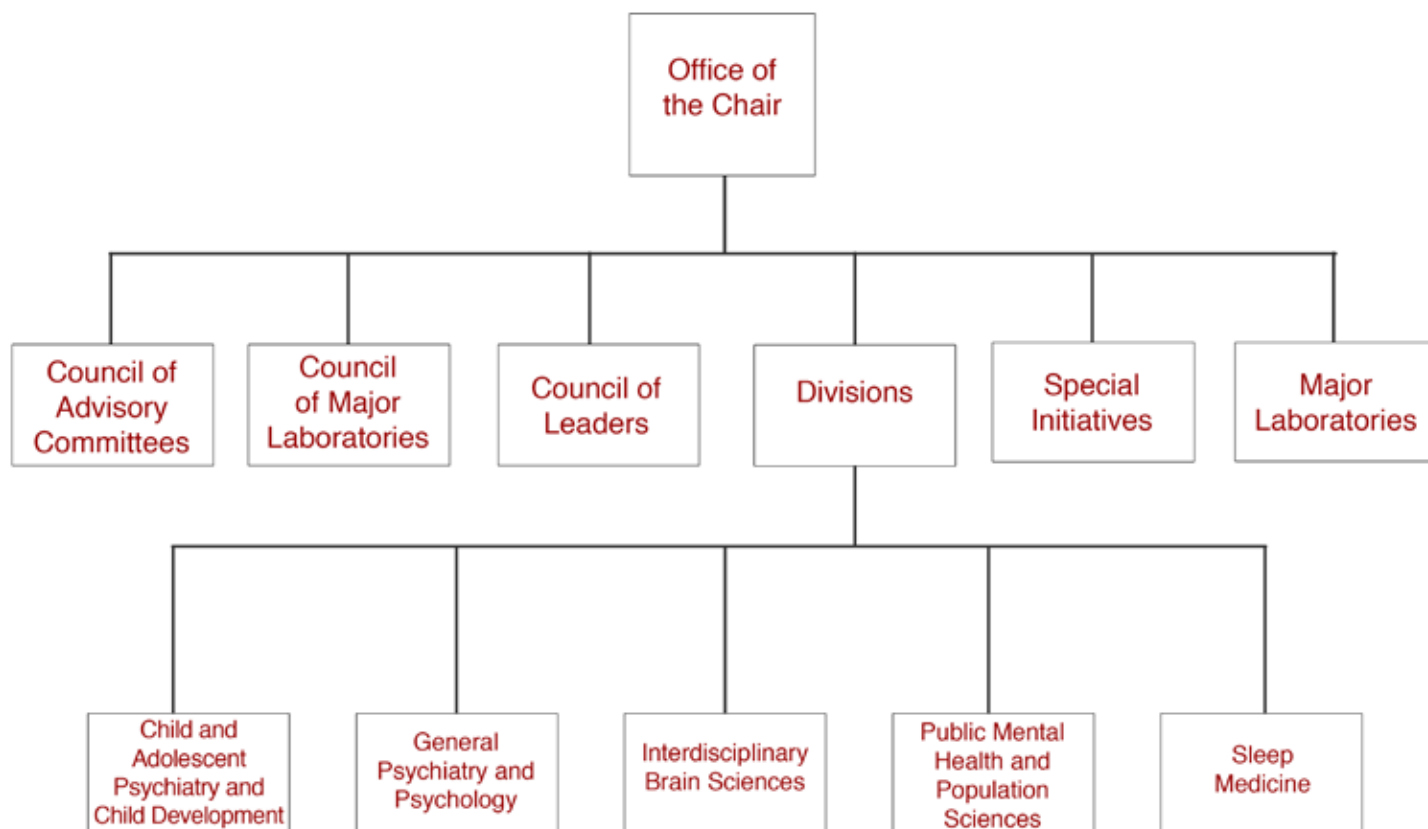 Office of
the Chair
Council of
Advisory
Committees
Council
of Major
Laboratories
Council of
Leaders
Divisions
Special
Initiatives
Major
Laboratories
Child and
Adolescent
Psychiatry and
Child Development
General
Psychiatry and
Psychology
Interdisciplinary
Brain Sciences
Public Mental
Health and
Population
Sciences
Sleep
Medicine